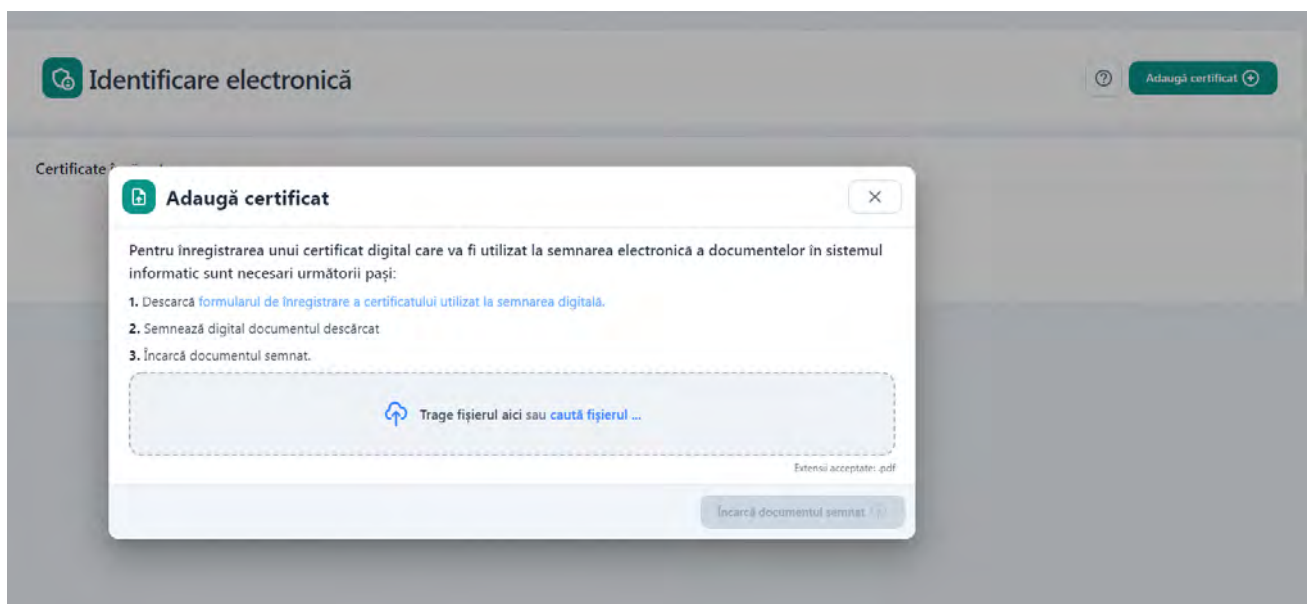 Identificare electronică
Adaugă certificat
Certificate
Adaugă certificat
Pentru înregistrarea unui certificat digital care va fi utilizat la semnarea electronică a documentelor în sistemul
informatic sunt necesari următorii pași:
1. Descarcă formularul de înregistrare a certificatului utilizat la semnarea digitală.
2. Semnează digital documentul descărcat
3. Încarcă documentul semnat.
Trage fișierul aici sau caută fișierul ...
Extensii acceptate: .pdf
Încarcă documentul semnat